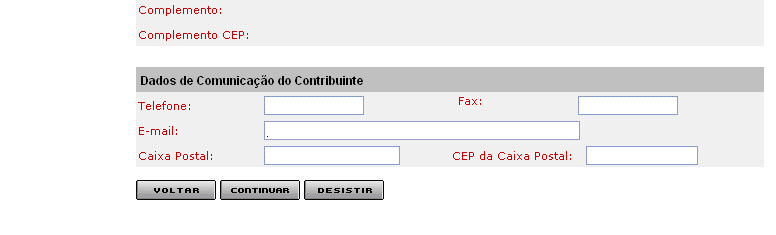 Complemento:
Complemento CEP:
Dados de Comunicação do Contribuinte
Telefone: Fax:
E-mail: .
Caixa Postal: CEP da Caixa Postal:
VOLTAR CONTINUAR DESISTIR